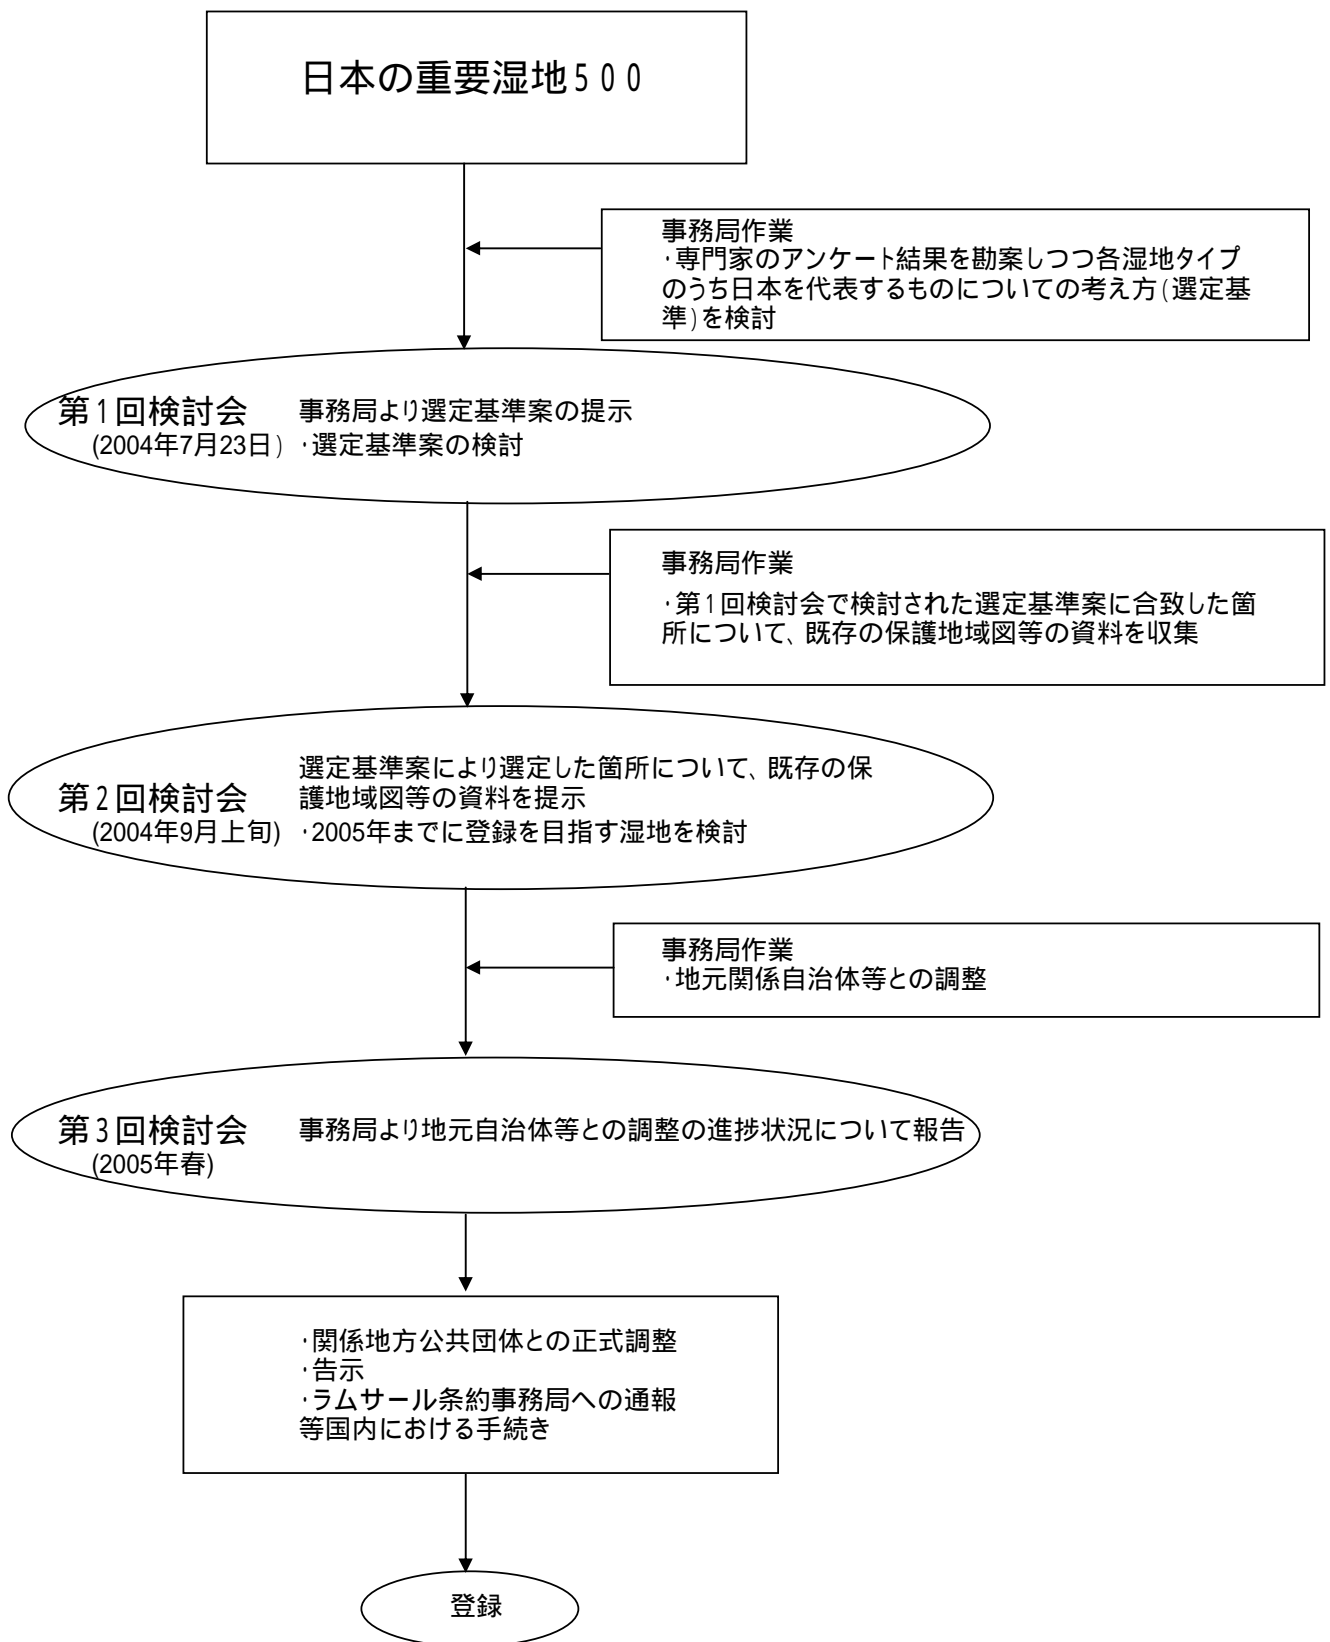 日本の重要湿地500
事務局作業
・専門家のアンケート結果を勘案しつつ各湿地タイプ
のうち日本を代表するものについての考え方(選定基
準)を検討
第1回検討会 事務局より選定基準案の提示
(2004年7月23日) ・選定基準案の検討
事務局作業
・第1回検討会で検討された選定基準案に合致した箇
所について、既存の保護地域図等の資料を収集
選定基準案により選定した箇所について、既存の保
第2回検討会 護地域図等の資料を提示
(2004年9月上旬) ・2005年までに登録を目指す湿地を検討
事務局作業
・地元関係自治体等との調整
第3回検討会 事務局より地元自治体等との調整の進捗状況について報告
(2005年春)
・関係地方公共団体との正式調整
・告示
・ラムサール条約事務局への通報
等国内における手続き
登録